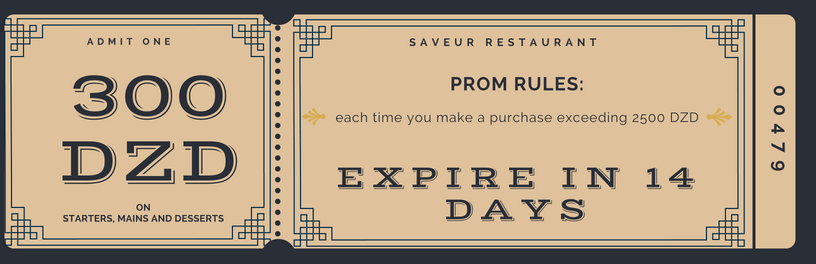 ADMIT ONE
300
DZD
ON
STARTERS, MAINS AND DESSERTS
SAVEUR RESTAURANT
PROM RULES:
each time you make a purchase exceeding 2500 DZD
EXPIRE IN 14
DAYS
00479